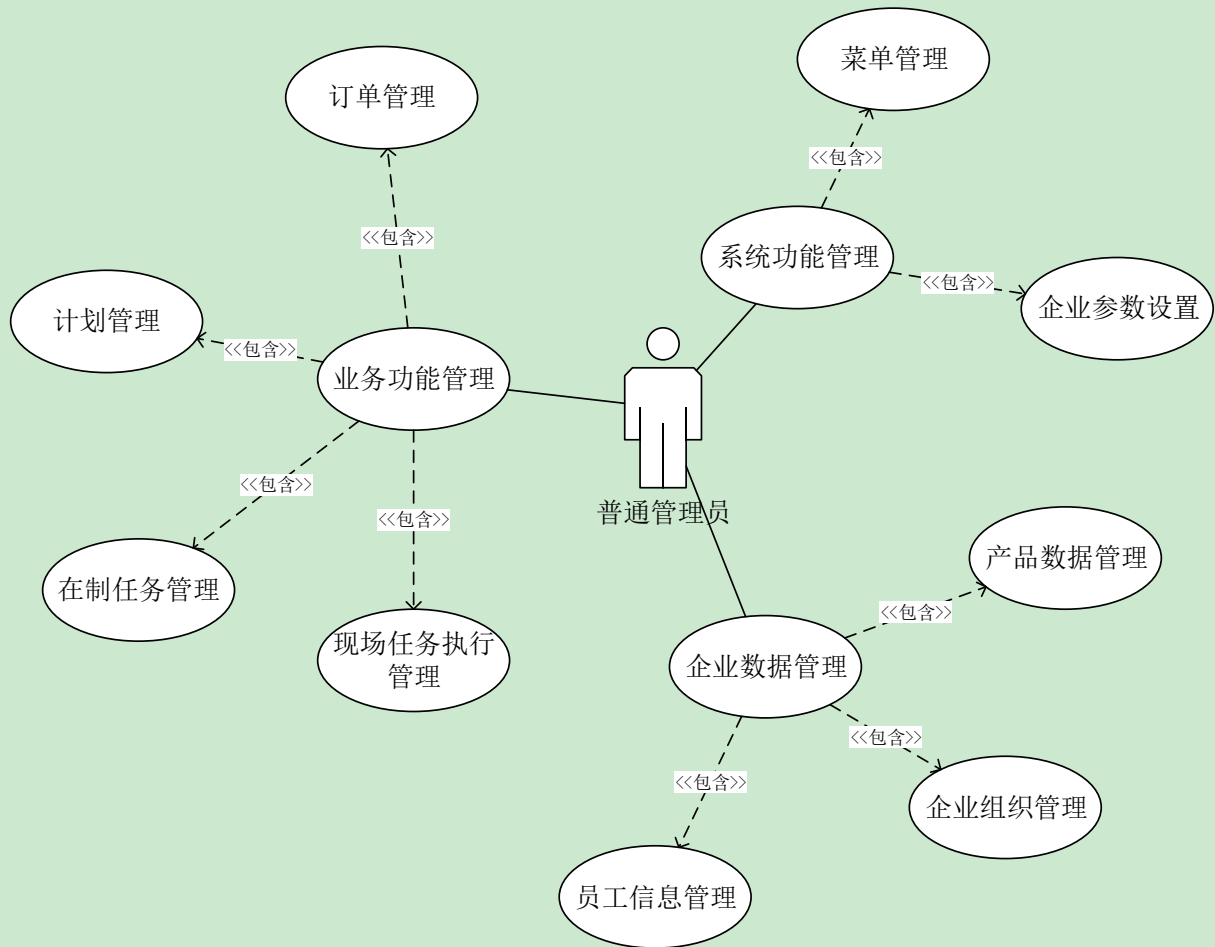 菜单管理
订单管理
<<包含>>
<<包含>>
系统功能管理
<<包含>>
企业参数设置
计划管理
<<包含>>
业务功能管理
<<包含>>
<<包含>>
普通管理员
产品数据管理
在制任务管理
<<包含>>
现场任务执行
管理
企业数据管理
<<包含>>
<<包含>>
企业组织管理
员工信息管理